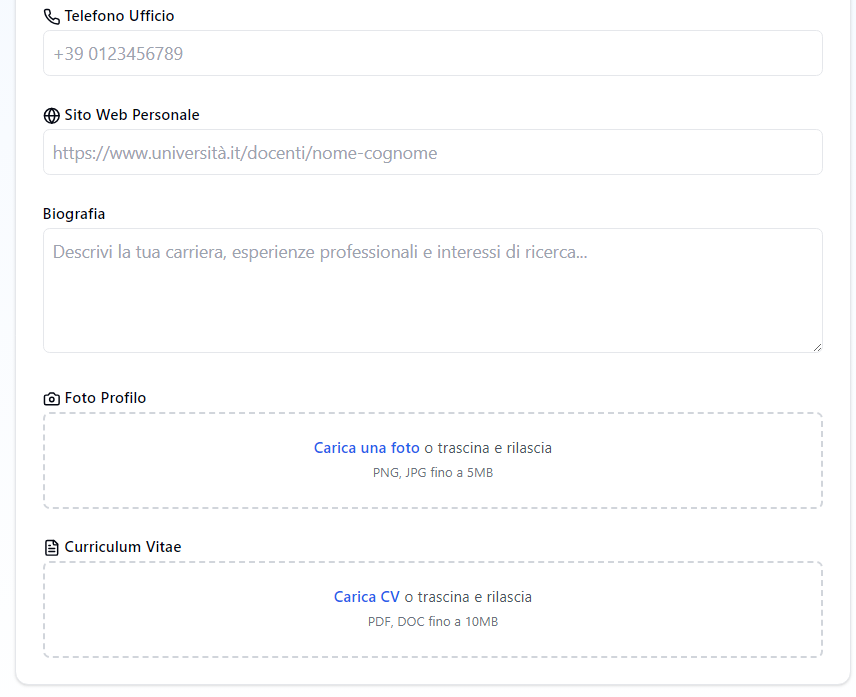 Telefono Ufficio
+39 0123456789
Sito Web Personale
https://www.università.it/docenti/nome-cognome
Biografia
Descrivi la tua carriera, esperienze professionali e interessi di ricerca...
Foto Profilo
Carica una foto o trascina e rilascia
PNG, JPG fino a 5MB
Curriculum Vitae
Carica CV o trascina e rilascia
PDF, DOC fino a 10MB